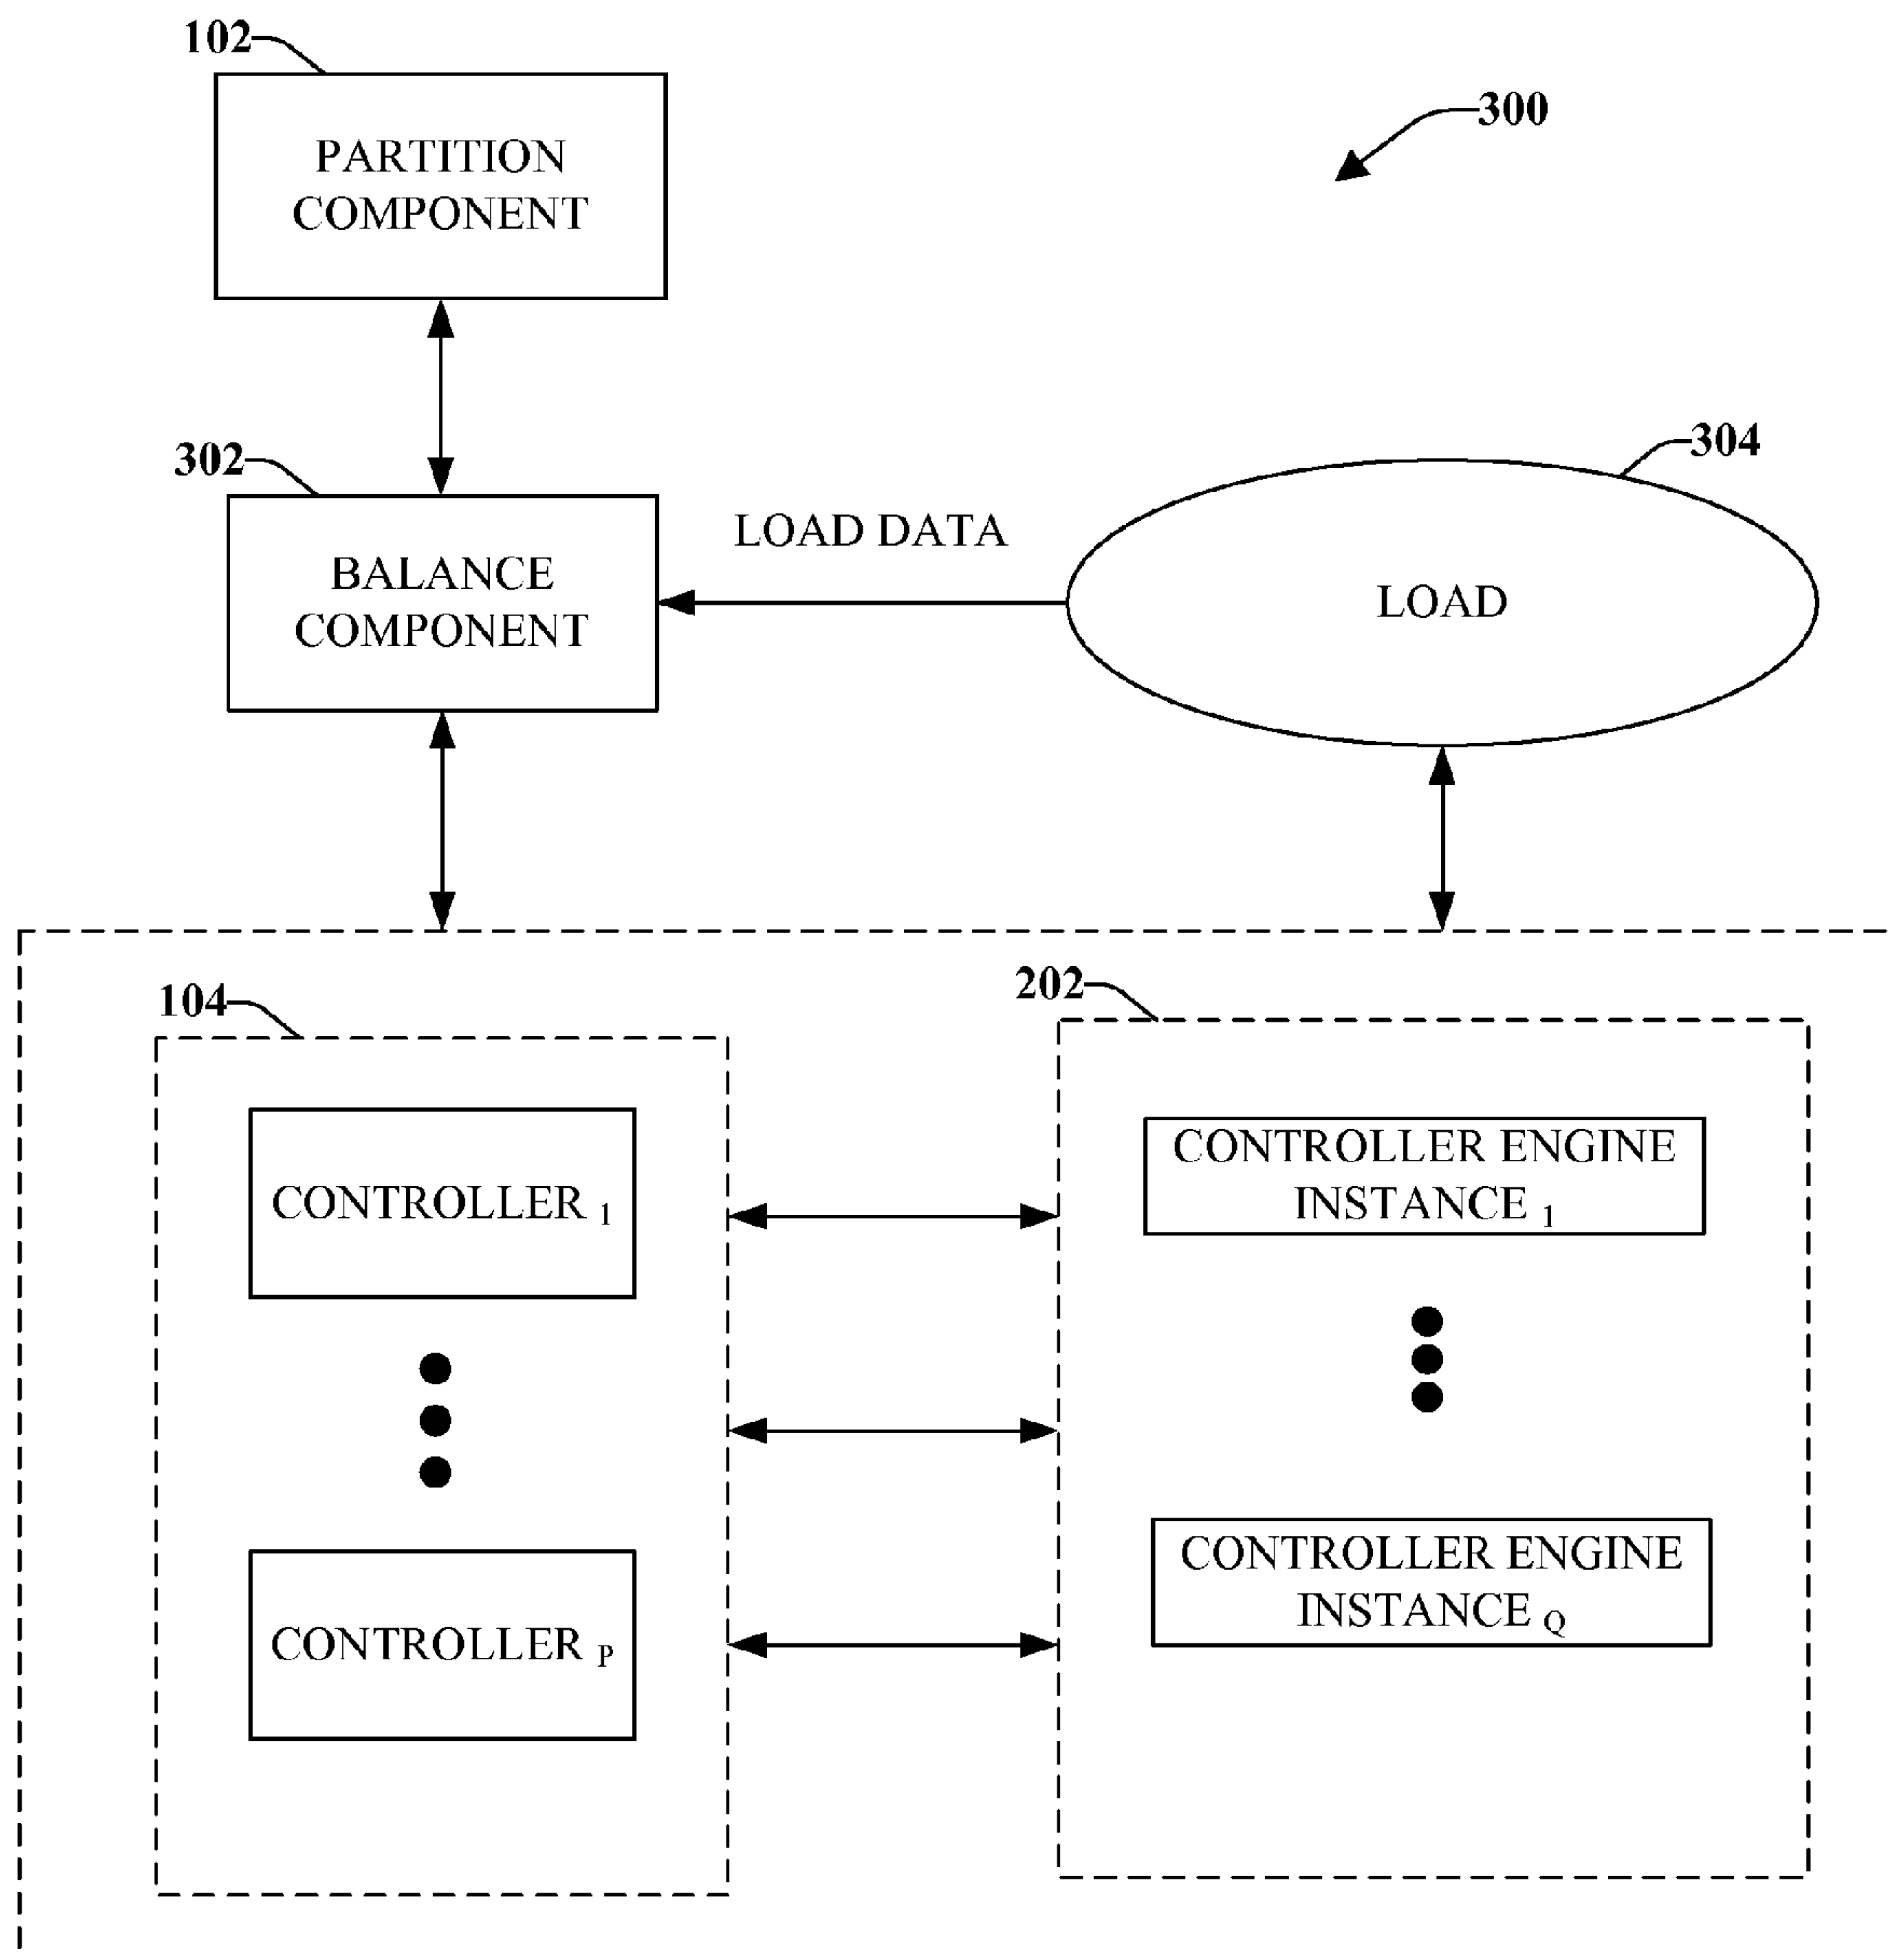 102
300
PARTITION
COMPONENT
302
304
LOAD DATA
BALANCE
COMPONENT
LOAD
104
202
CONTROLLER 1
CONTROLLER ENGINE
INSTANCE 1
CONTROLLER P
CONTROLLER ENGINE
INSTANCE Q